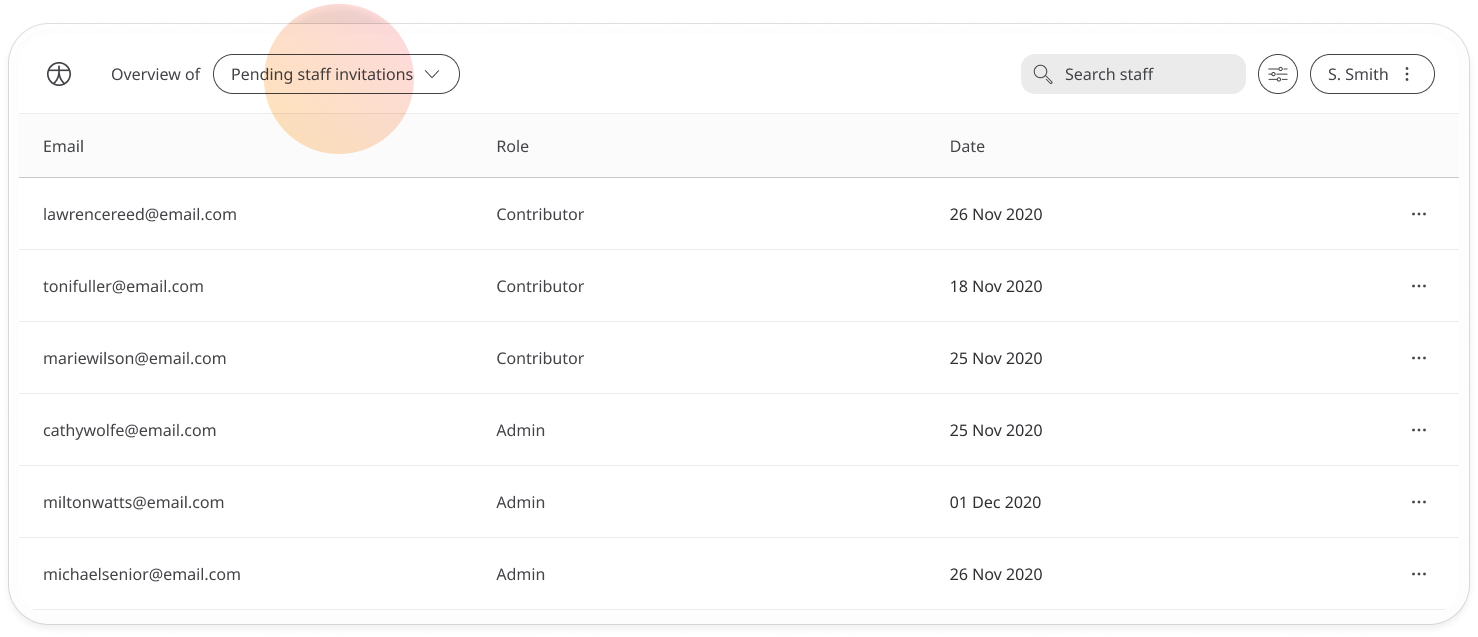 Overview of Pending staff invitations Search staff S. Smith
Email Role Date
lawrencereed@email.com Contributor 26 Nov 2020
tonifuller@email.com Contributor 18 Nov 2020
mariewilson@email.com Contributor 25 Nov 2020
cathywolfe@email.com Admin 25 Nov 2020
miltonwatts@email.com Admin 01 Dec 2020
michaelsenior@email.com Admin 26 Nov 2020